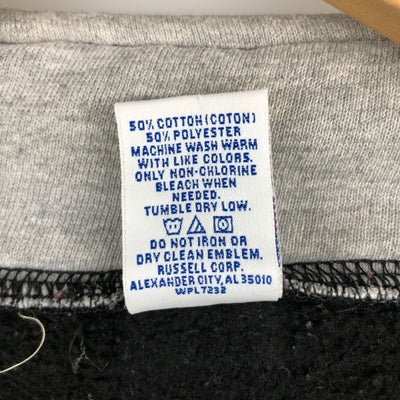 50% COTTON(COTON)
50% POLYESTER
MACHINE WASH WARM
WITH LIKE COLORS.
ONLY NON-CHLORINE
BLEACH WHEN
NEEDED.
TUMBLE DRY LOW.
DO NOT IRON OR
DRY CLEAN EMBLEM.
RUSSELL CORP.
ALEXANDER CITY, AL 35010
WPL7232